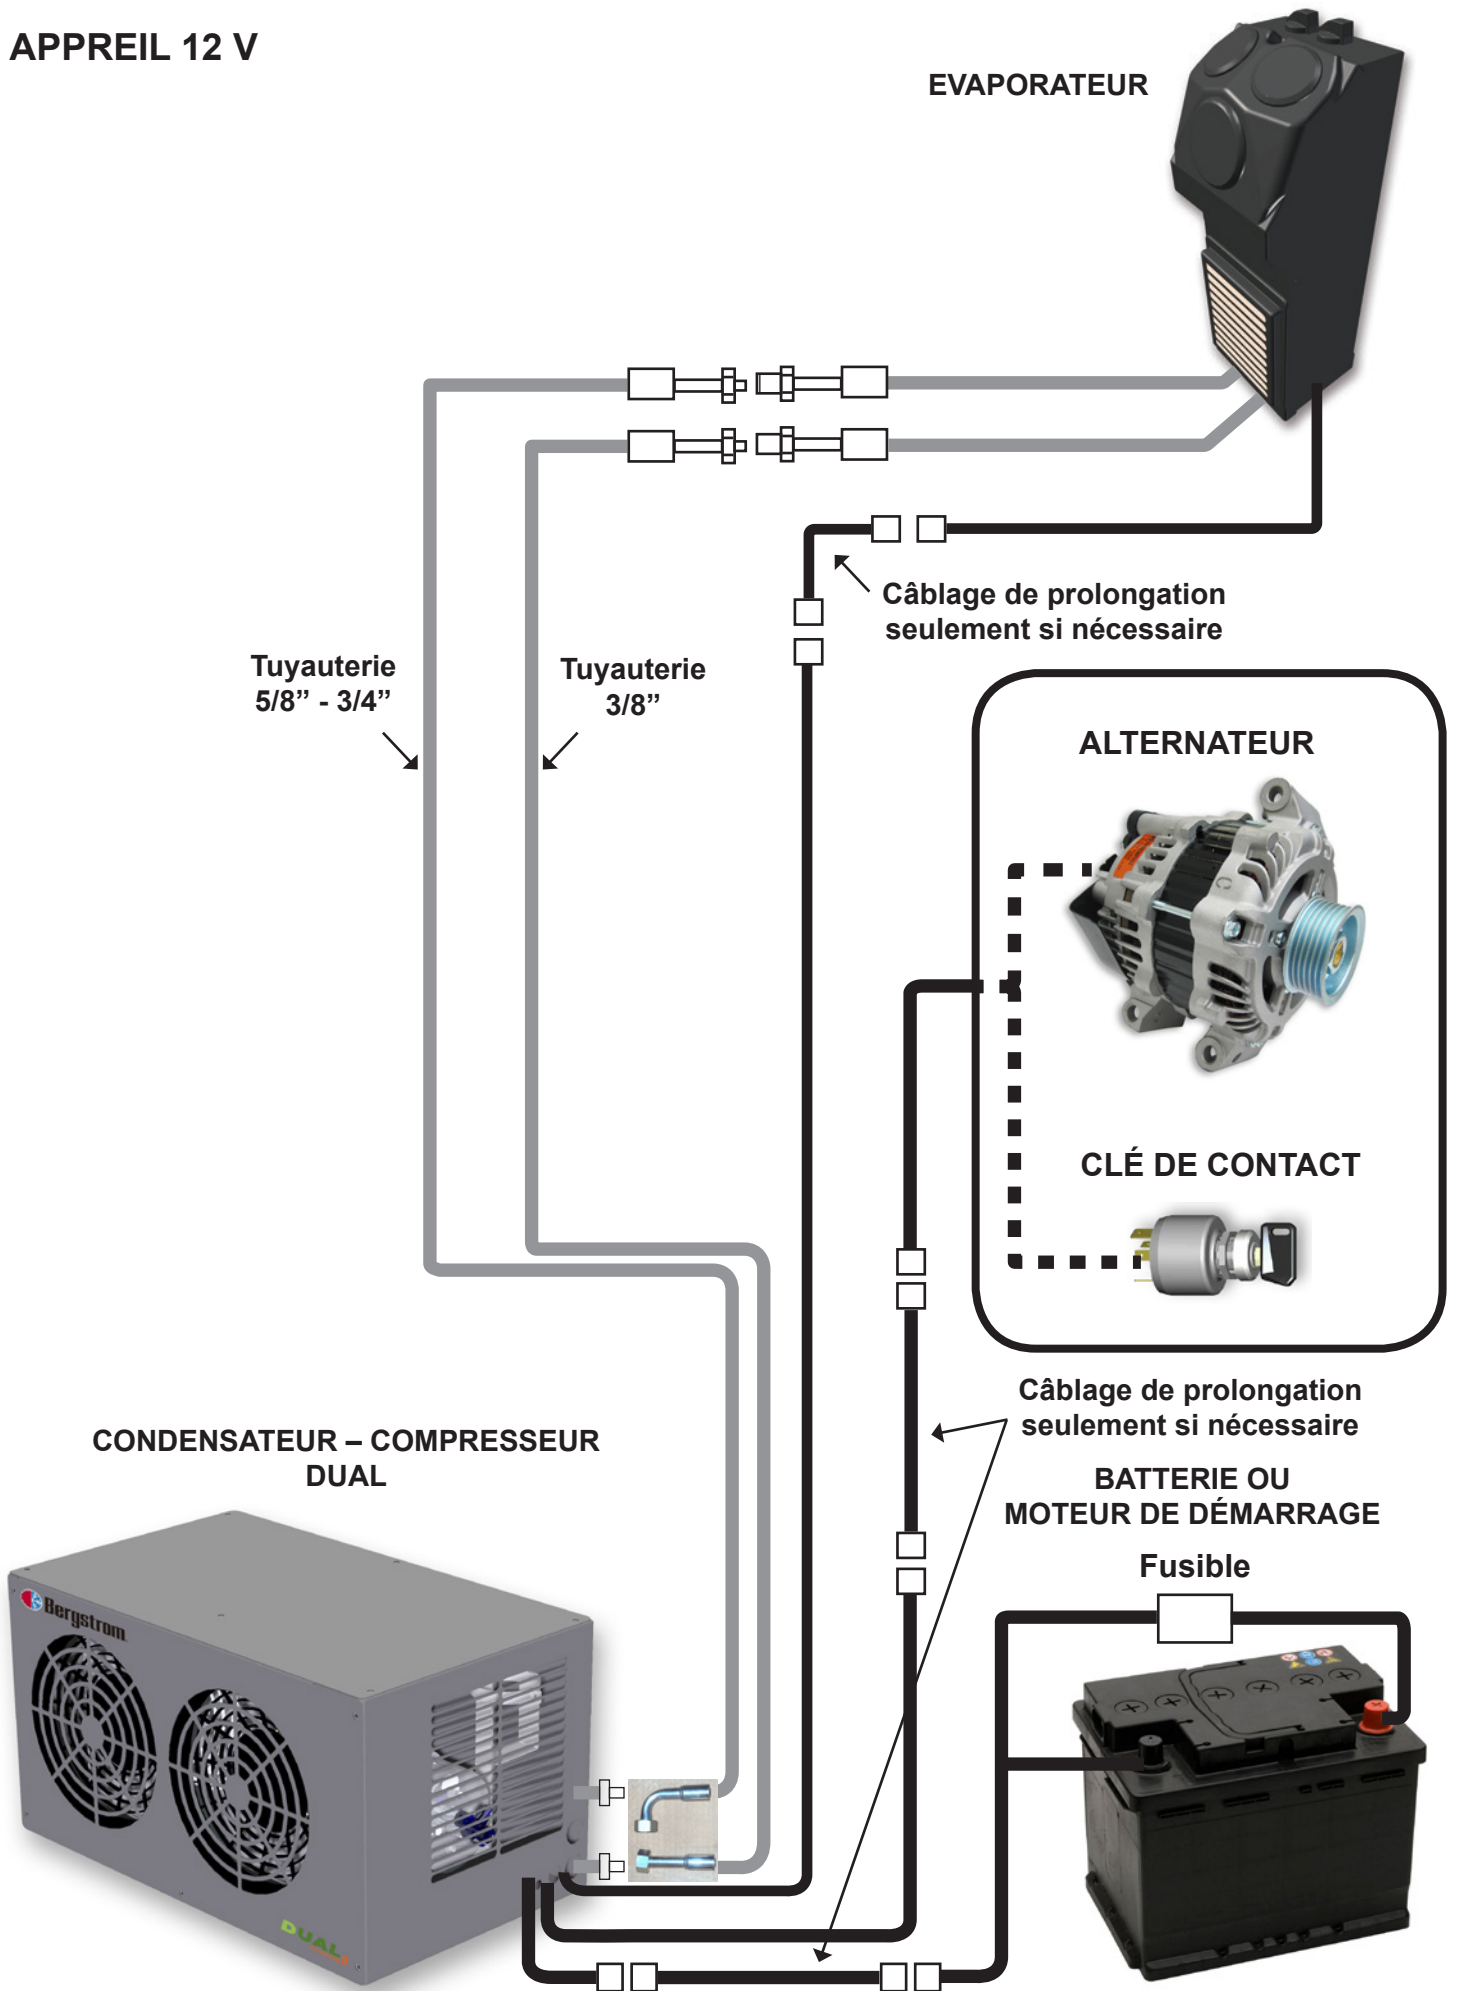 APPREIL 12 V
EVAPORATEUR
Câblage de prolongation
seulement si nécessaire
Tuyauterie
5/8” - 3/4”
Tuyauterie
3/8”
ALTERNATEUR
CLÉ DE CONTACT
Câblage de prolongation
seulement si nécessaire
CONDENSATEUR – COMPRESSEUR
DUAL
BATTERIE OU
MOTEUR DE DÉMARRAGE
Fusible
Bergstrom
DUAL